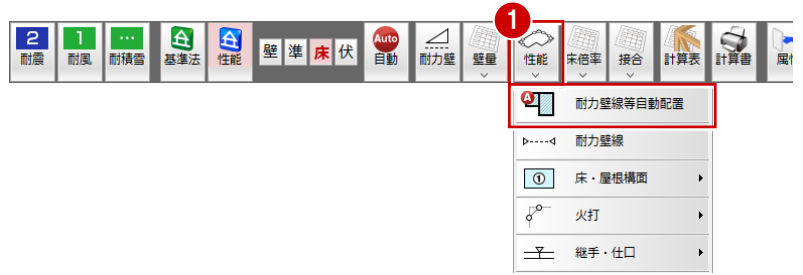 1
2 耐震
1 耐風
… 耐積雪
基準法
性能
壁 準 床 伏
Auto 自動
耐力壁
壁量
性能
床倍率
接合
計算表
計算書
A 耐力壁線等自動配置
耐力壁線
① 床・屋根構面
火打
継手・仕口